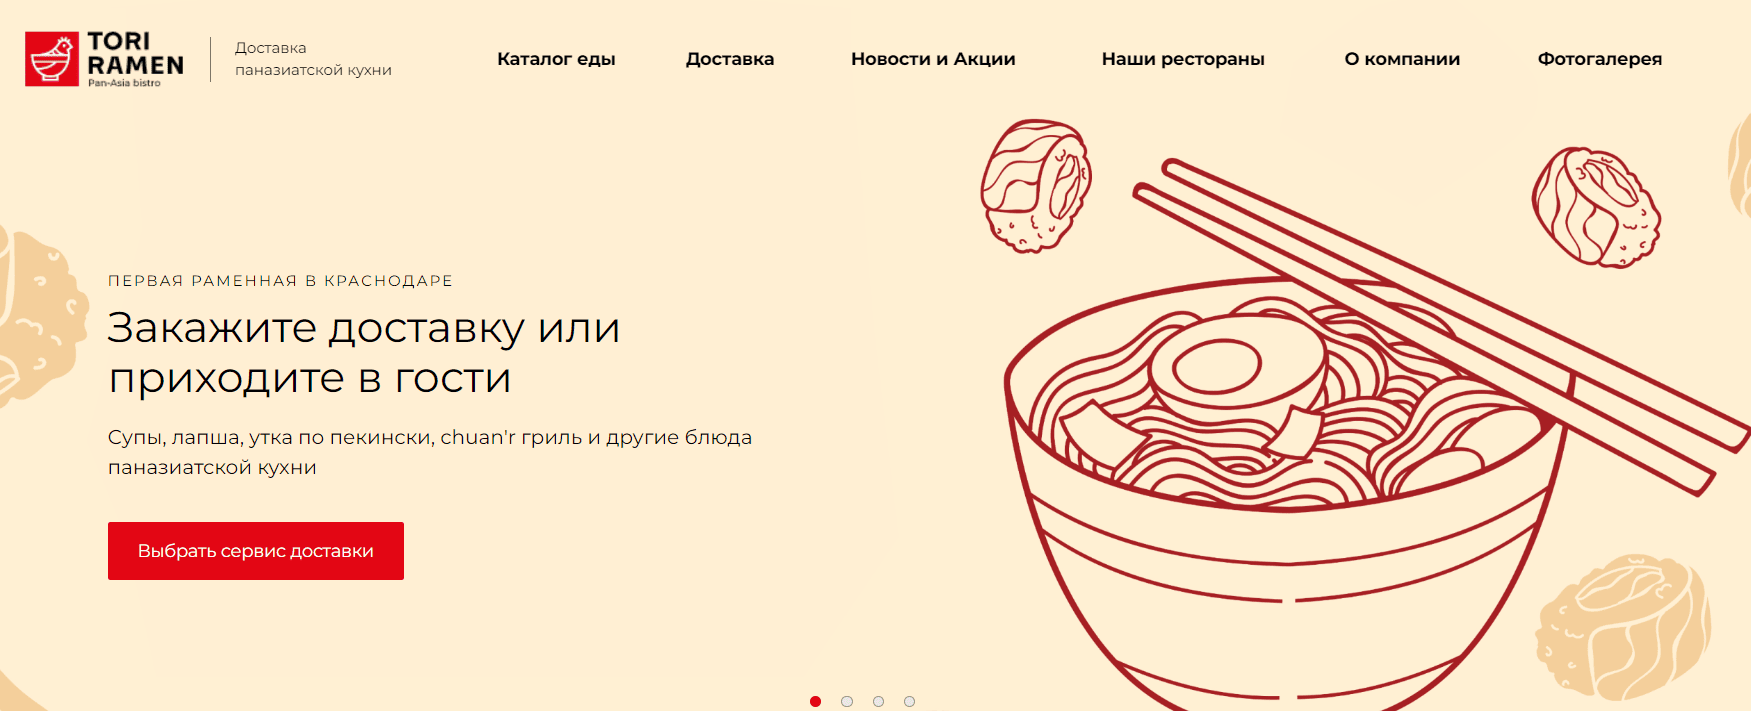 TORI
RAMEN
Pan-Asia bistro
Доставка
паназиатской кухни
Каталог еды
Доставка
Новости и Акции
Наши рестораны
О компании
Фотогалерея
ПЕРВАЯ РАМЕННАЯ В КРАСНОДАРЕ
Закажите доставку или
приходите в гости
Супы, лапша, утка по пекински, chuan'r гриль и другие блюда
паназиатской кухни
Выбрать сервис доставки